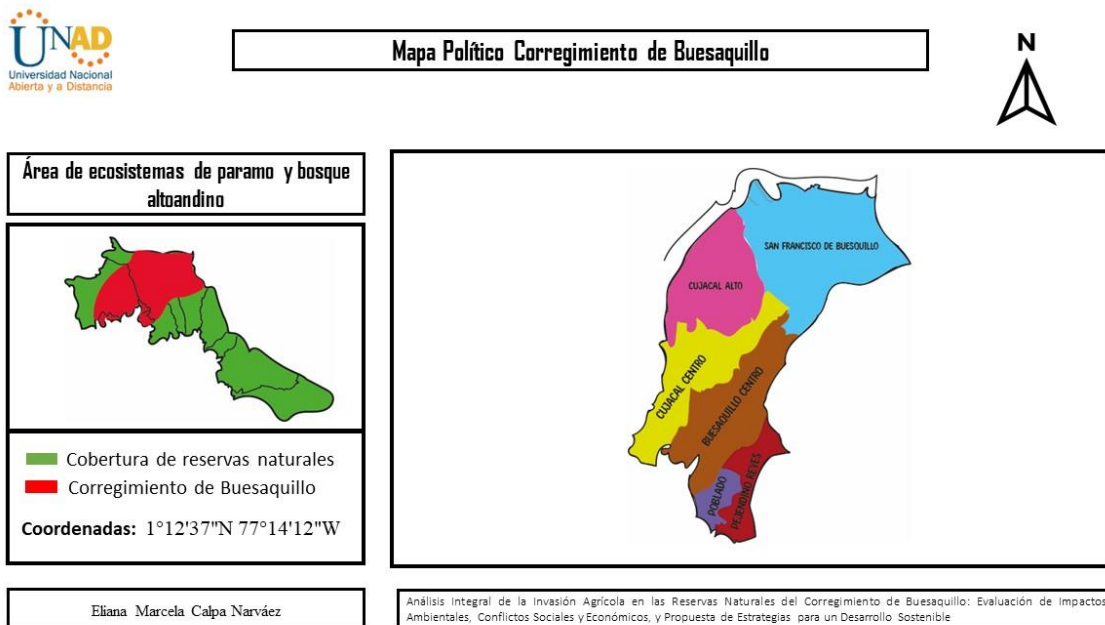 UNAD
Universidad Nacional
Abierta y a Distancia
Mapa Político Corregimiento de Buesaquillo
N
Área de ecosistemas de paramo y bosque
altoandino
Cobertura de reservas naturales
Corregimiento de Buesaquillo
Coordenadas: 1°12'37"N 77°14'12"W
SAN FRANCISCO DE BUESQUILLO
CUJACAL ALTO
CUJACAL CENTRO
BUESAQUILLO CENTRO
POBLADO
PEJENDINO REYES
Eliana Marcela Calpa Narváez
Análisis Integral de la Invasión Agrícola en las Reservas Naturales del Corregimiento de Buesaquillo: Evaluación de Impactos
Ambientales, Conflictos Sociales y Económicos, y Propuesta de Estrategias para un Desarrollo Sostenible